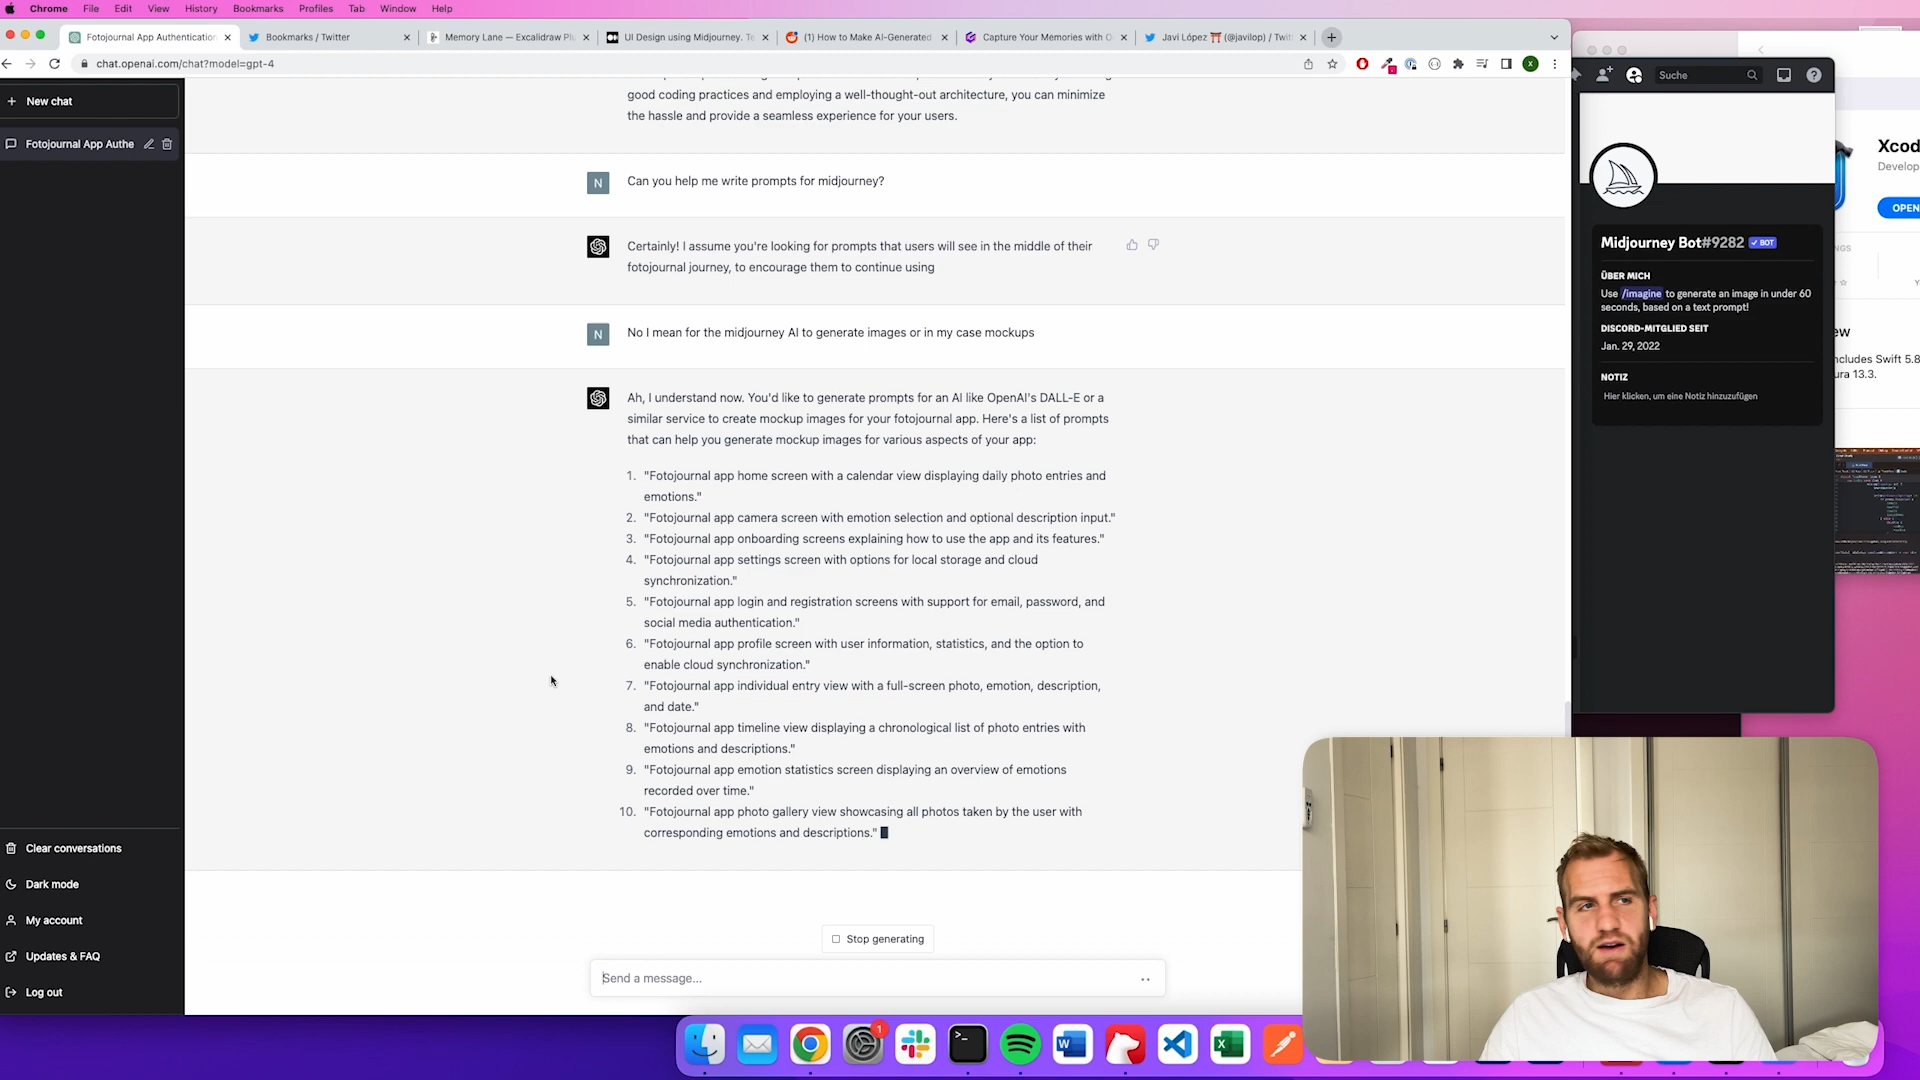 Chrome File Edit View History Bookmarks Profiles Tab Window Help
Fotojournal App Authentication
Bookmarks / Twitter
Memory Lane — Excalidraw Plu
UI Design using Midjourney. Te
(1) How to Make AI-Generated
Capture Your Memories with O
Javi López (@javilop) / Twit
chat.openai.com/chat?model=gpt-4
New chat
Fotojournal App Authe
good coding practices and employing a well-thought-out architecture, you can minimize
the hassle and provide a seamless experience for your users.
N
Can you help me write prompts for midjourney?
Certainly! I assume you're looking for prompts that users will see in the middle of their
fotojournal journey, to encourage them to continue using
N
No I mean for the midjourney AI to generate images or in my case mockups
Ah, I understand now. You'd like to generate prompts for an AI like OpenAI's DALL-E or a
similar service to create mockup images for your fotojournal app. Here's a list of prompts
that can help you generate mockup images for various aspects of your app:
1. "Fotojournal app home screen with a calendar view displaying daily photo entries and
emotions."
2. "Fotojournal app camera screen with emotion selection and optional description input."
3. "Fotojournal app onboarding screens explaining how to use the app and its features."
4. "Fotojournal app settings screen with options for local storage and cloud
synchronization."
5. "Fotojournal app login and registration screens with support for email, password, and
social media authentication."
6. "Fotojournal app profile screen with user information, statistics, and the option to
enable cloud synchronization."
7. "Fotojournal app individual entry view with a full-screen photo, emotion, description,
and date."
8. "Fotojournal app timeline view displaying a chronological list of photo entries with
emotions and descriptions."
9. "Fotojournal app emotion statistics screen displaying an overview of emotions
recorded over time."
10. "Fotojournal app photo gallery view showcasing all photos taken by the user with
corresponding emotions and descriptions."
Stop generating
Send a message...
Clear conversations
Dark mode
My account
Updates & FAQ
Log out
Suche
Midjourney Bot#9282 BOT
ÜBER MICH
Use /imagine to generate an image in under 60
seconds, based on a text prompt!
DISCORD-MITGLIED SEIT
Jan. 29, 2022
NOTIZ
Hier klicken, um eine Notiz hinzuzufügen
Xcod
Develop
OPEN
ew
ncludes Swift 5.8
ura 13.3.
1